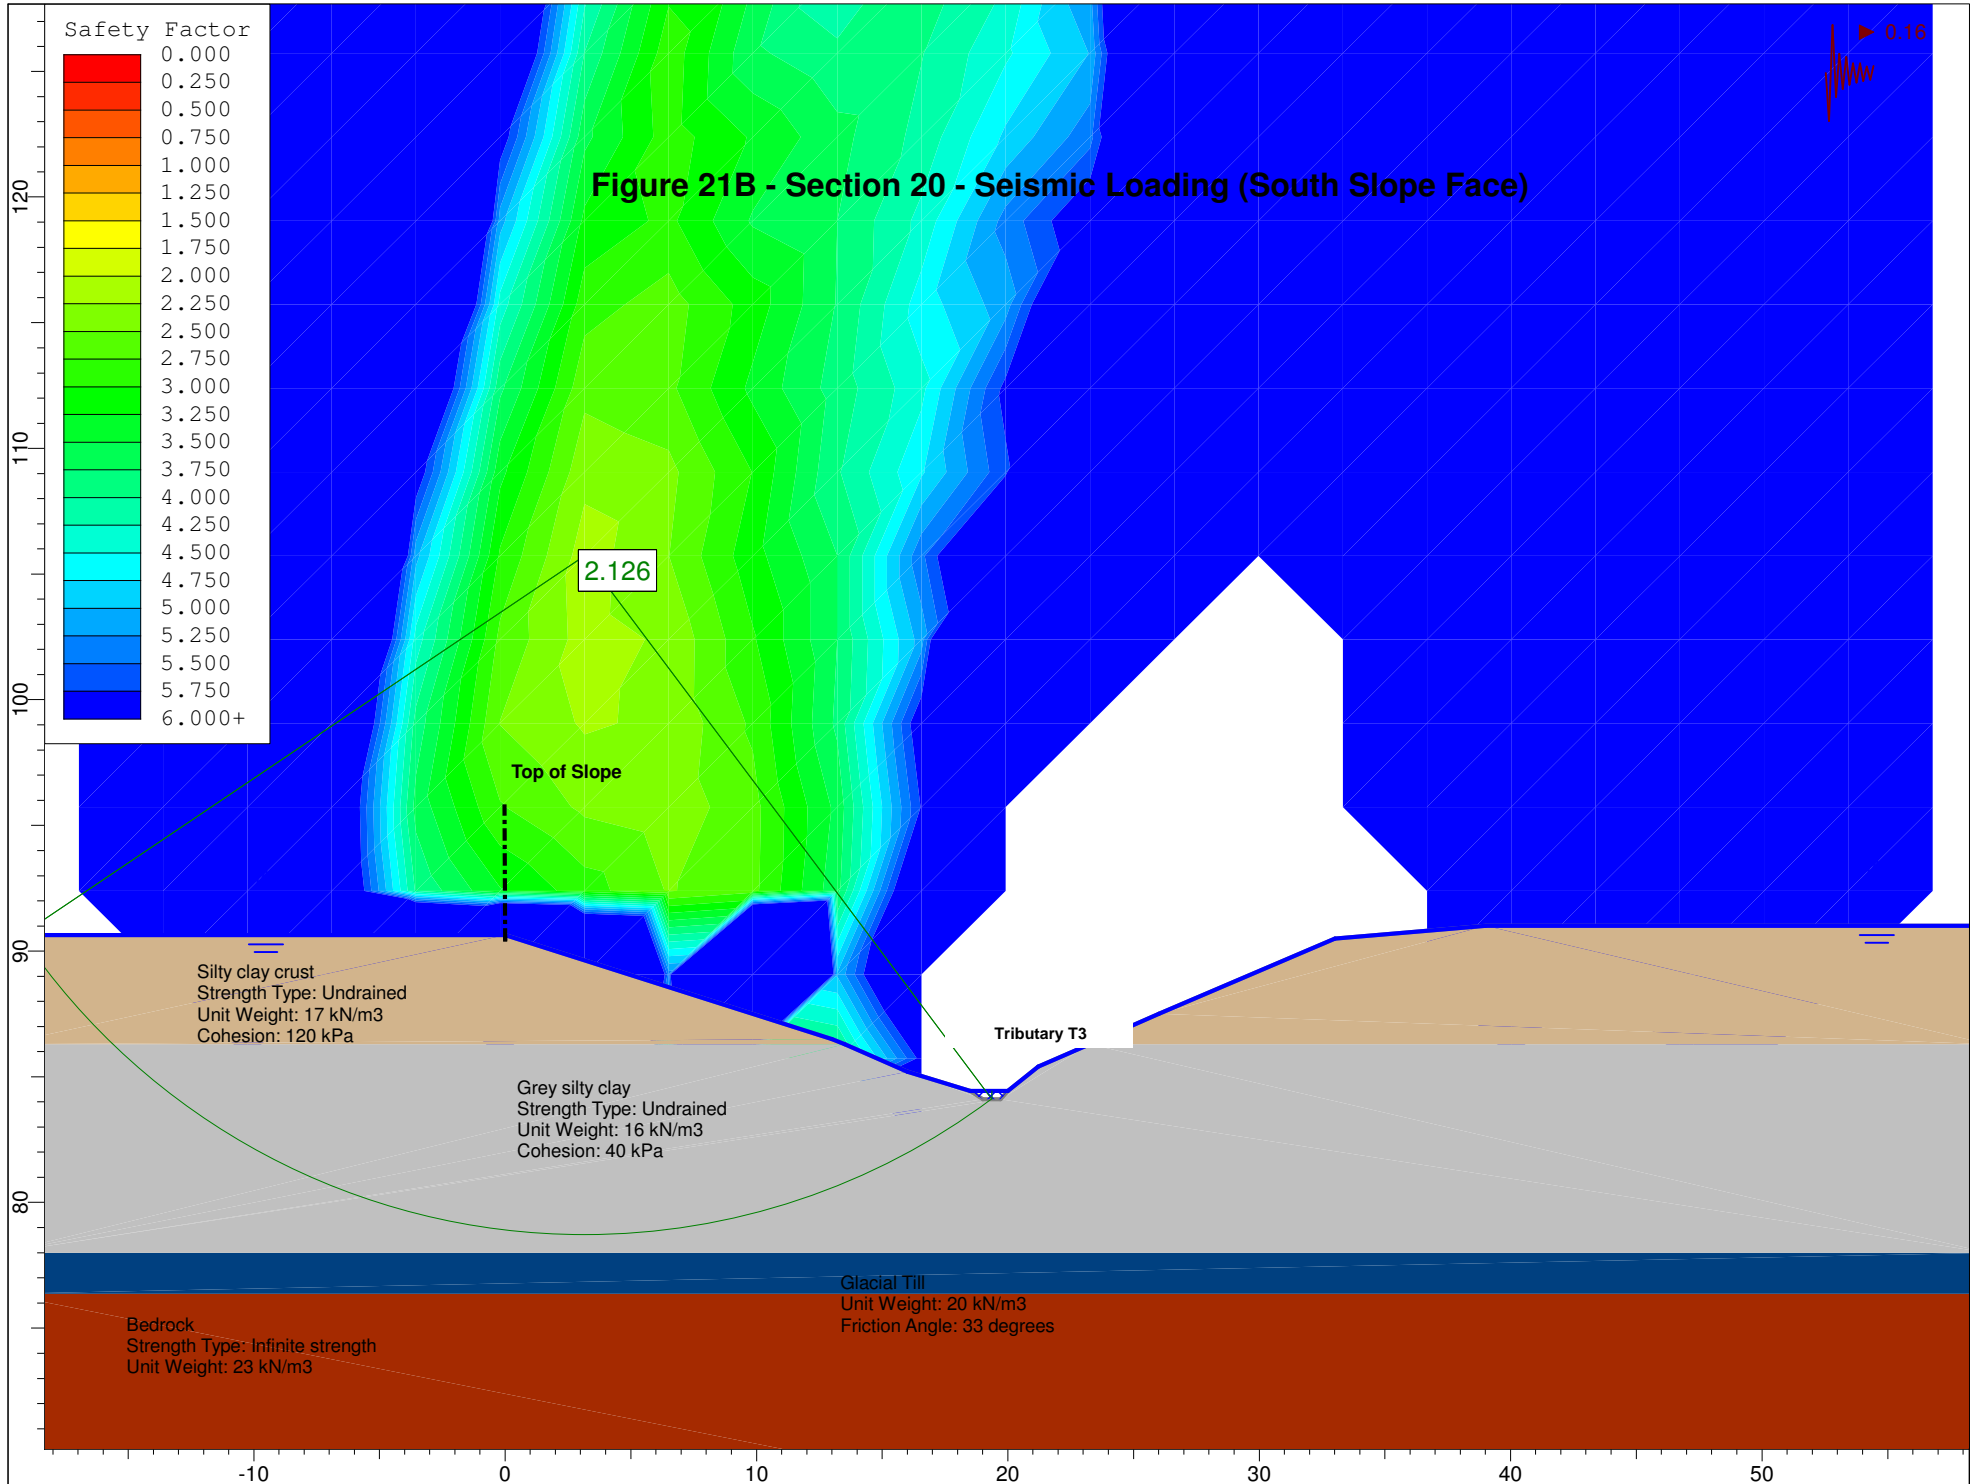 Safety Factor
0.000
0.250
0.500
0.750
1.000
1.250
1.500
1.750
2.000
2.250
2.500
2.750
3.000
3.250
3.500
3.750
4.000
4.250
4.500
4.750
5.000
5.250
5.500
5.750
6.000+
0.16
Figure 21B - Section 20 - Seismic Loading (South Slope Face)
2.126
Top of Slope
Silty clay crust
Strength Type: Undrained
Unit Weight: 17 kN/m3
Cohesion: 120 kPa
Tributary T3
Grey silty clay
Strength Type: Undrained
Unit Weight: 16 kN/m3
Cohesion: 40 kPa
Glacial Till
Unit Weight: 20 kN/m3
Friction Angle: 33 degrees
Bedrock
Strength Type: Infinite strength
Unit Weight: 23 kN/m3
120
110
100
90
80
-10
0
10
20
30
40
50